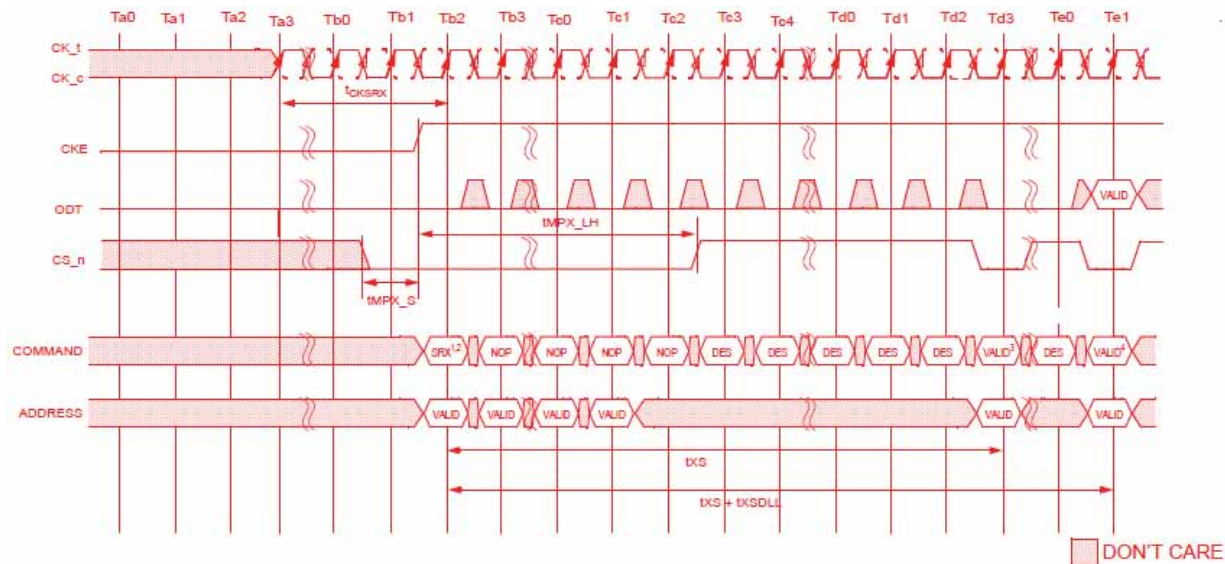 Ta0 Ta1 Ta2 Ta3 Tb0 Tb1 Tb2 Tb3 Tc0 Tc1 Tc2 Tc3 Tc4 Td0 Td1 Td2 Td3 Te0 Te1
CK_t
CK_c
tCKSRX
CKE
ODT
VALID
tMPX_LH
CS_n
tMPX_S
COMMAND SRX1,2 NOP NOP NOP NOP DES DES DES DES DES VALID3 DES VALID4
ADDRESS VALID VALID VALID VALID VALID VALID
tXS
tXS + tXSDLL
DON'T CARE